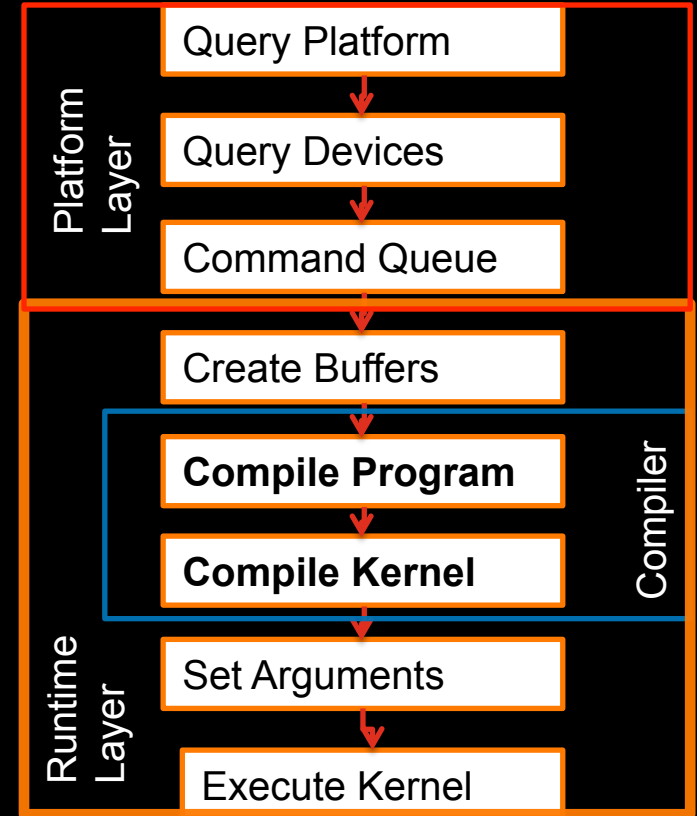 Query Platform
Platform
Layer
Query Devices
Command Queue
Create Buffers
Compile Program
Compiler
Compile Kernel
Set Arguments
Runtime
Layer
Execute Kernel